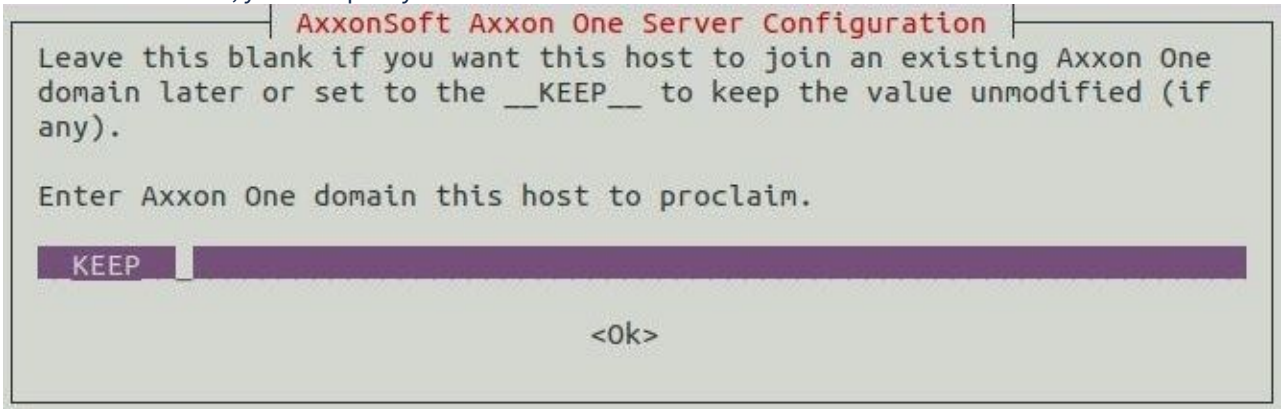 AxxonSoft Axxon One Server Configuration
Leave this blank if you want this host to join an existing Axxon One
domain later or set to the __KEEP__ to keep the value unmodified (if
any).
Enter Axxon One domain this host to proclaim.
__KEEP__
<Ok>